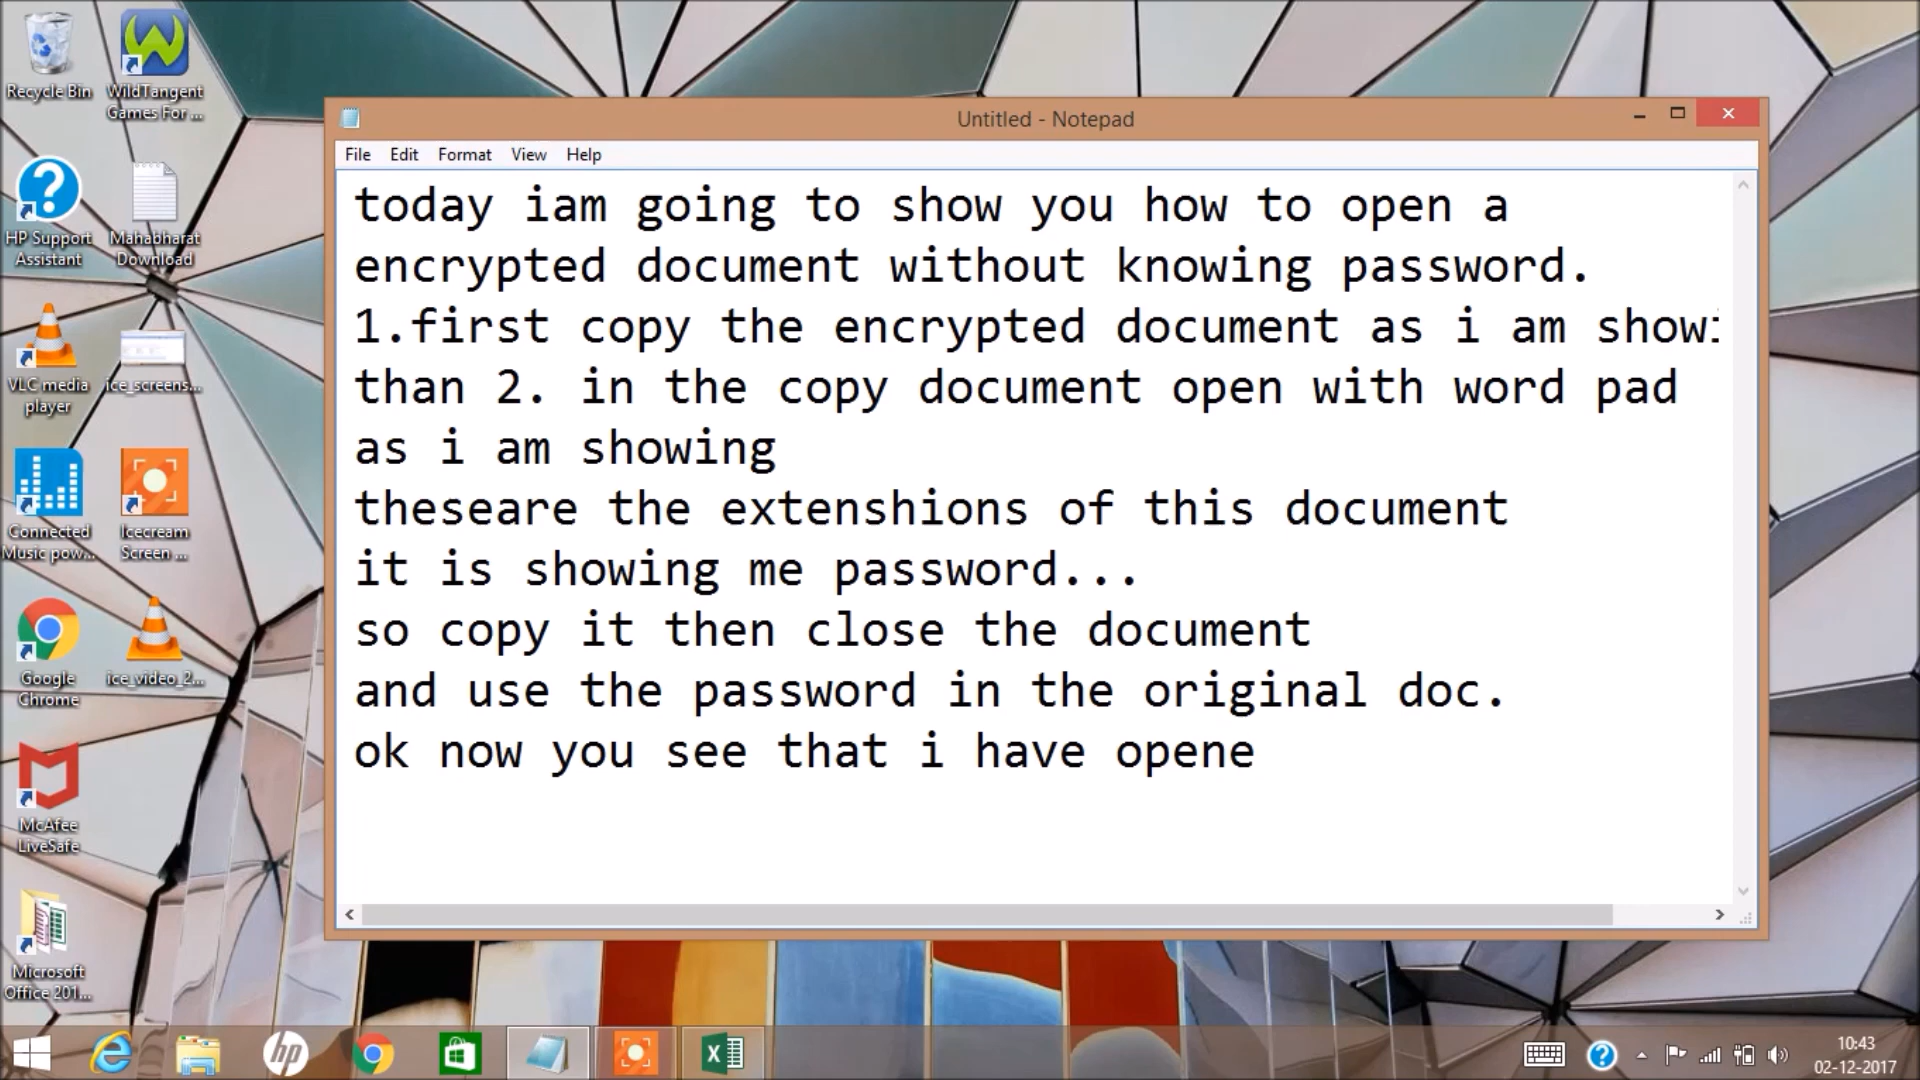 Recycle Bin
WildTangent
Games For ...
HP Support
Assistant
Mahabharat
Download
VLC media
player
ice_screens...
Connected
Music pow...
Icecream
Screen ...
Google
Chrome
ice_video_2...
McAfee
LiveSafe
Microsoft
Office 201...
Untitled - Notepad
File Edit Format View Help
today iam going to show you how to open a
encrypted document without knowing password.
1.first copy the encrypted document as i am showi
than 2. in the copy document open with word pad
as i am showing
theseare the extenshions of this document
it is showing me password...
so copy it then close the document
and use the password in the original doc.
ok now you see that i have opene
10:43
02-12-2017